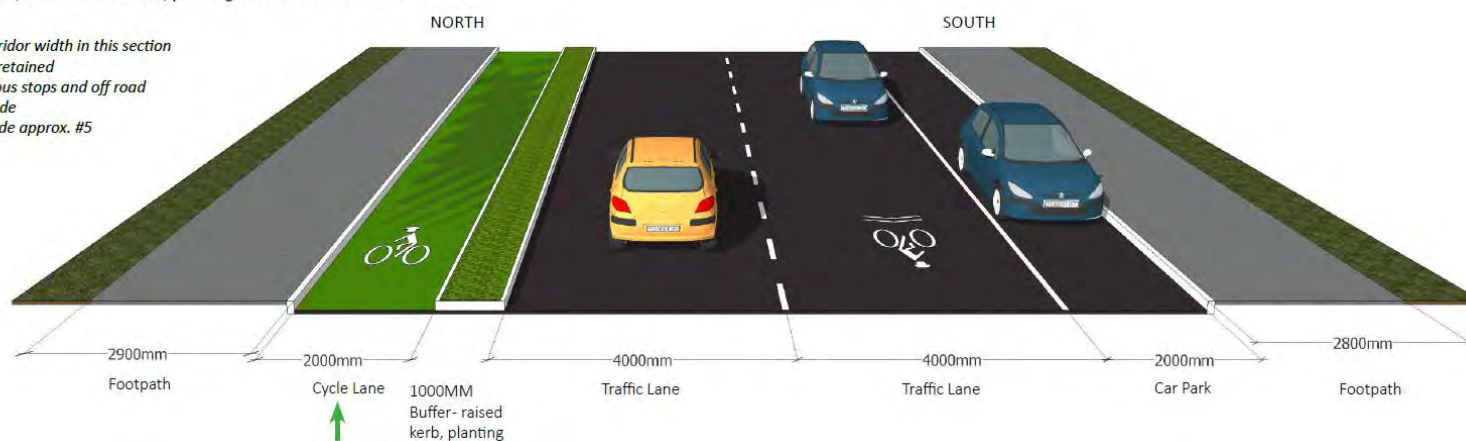 NORTH
SOUTH
ridor width in this section
retained
bus stops and off road
de
de approx. #5
2900mm
2000mm
4000mm
4000mm
2000mm
2800mm
Footpath
Cycle Lane
1000MM
Buffer- raised
kerb, planting
Traffic Lane
Traffic Lane
Car Park
Footpath